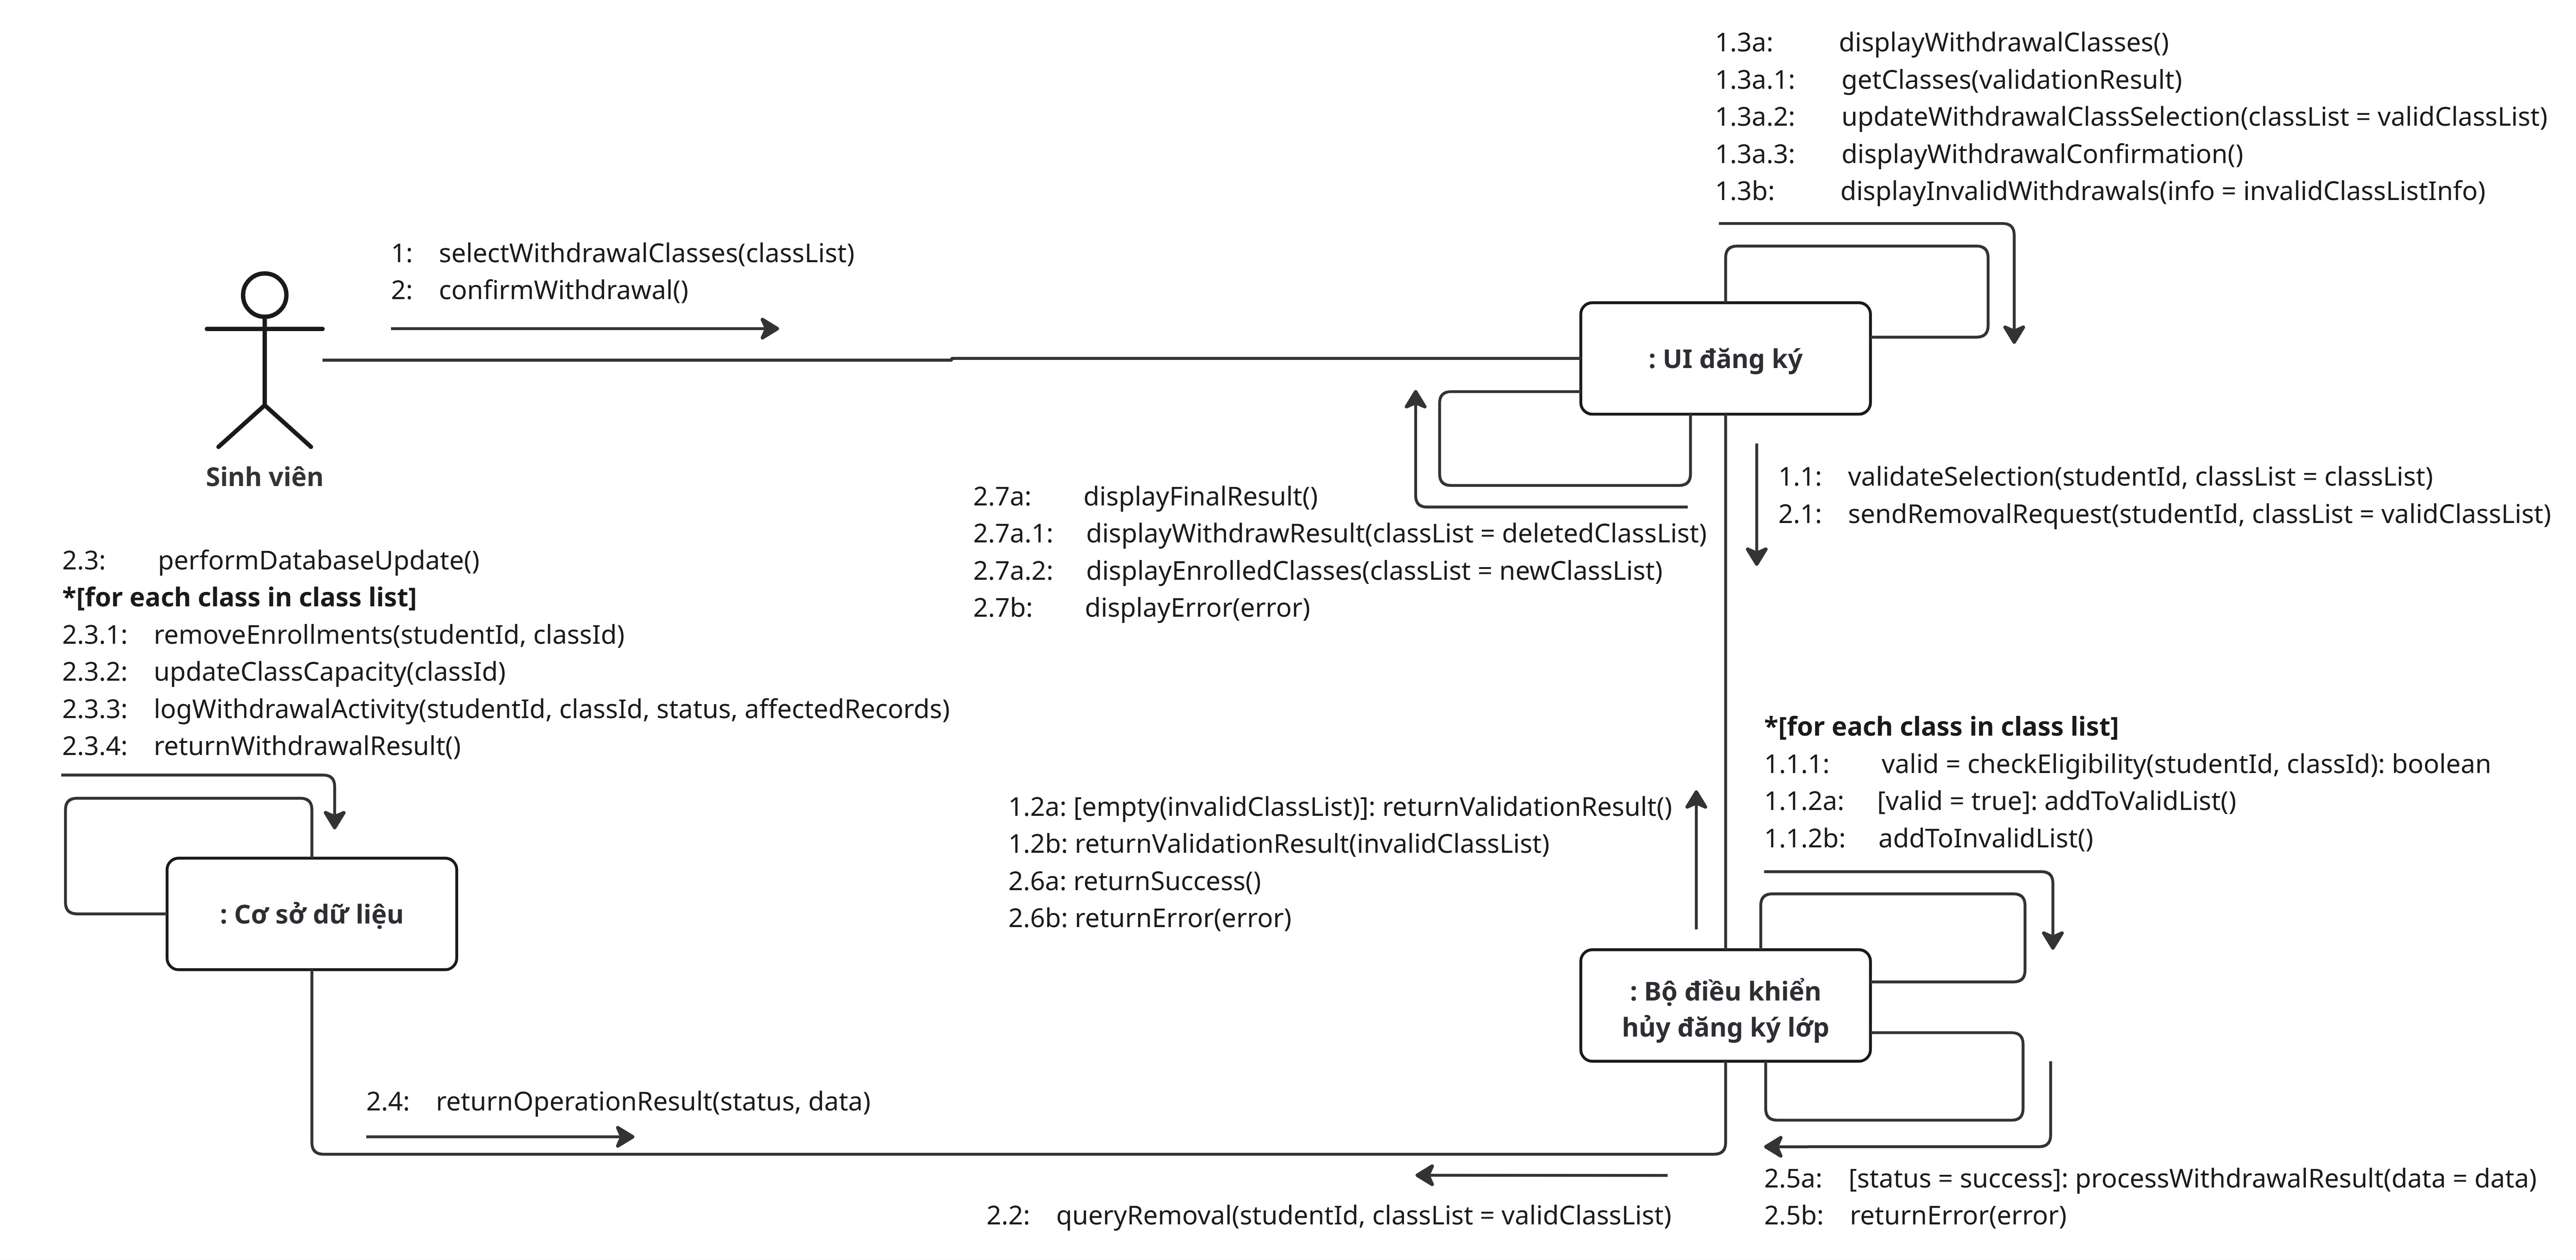 1.3a: displayWithdrawalClasses()
1.3a.1: getClasses(validationResult)
1.3a.2: updateWithdrawalClassSelection(classList = validClassList)
1.3a.3: displayWithdrawalConfirmation()
1.3b: displayInvalidWithdrawals(info = invalidClassListInfo)
1: selectWithdrawalClasses(classList)
2: confirmWithdrawal()
: UI đăng ký
Sinh viên
1.1: validateSelection(studentId, classList = classList)
2.1: sendRemovalRequest(studentId, classList = validClassList)
2.7a: displayFinalResult()
2.7a.1: displayWithdrawResult(classList = deletedClassList)
2.7a.2: displayEnrolledClasses(classList = newClassList)
2.7b: displayError(error)
2.3: performDatabaseUpdate()
*[for each class in class list]
2.3.1: removeEnrollments(studentId, classId)
2.3.2: updateClassCapacity(classId)
2.3.3: logWithdrawalActivity(studentId, classId, status, affectedRecords)
2.3.4: returnWithdrawalResult()
*[for each class in class list]
1.1.1: valid = checkEligibility(studentId, classId): boolean
1.1.2a: [valid = true]: addToValidList()
1.1.2b: addToInvalidList()
1.2a: [empty(invalidClassList)]: returnValidationResult()
1.2b: returnValidationResult(invalidClassList)
2.6a: returnSuccess()
2.6b: returnError(error)
: Cơ sở dữ liệu
: Bộ điều khiển
hủy đăng ký lớp
2.4: returnOperationResult(status, data)
2.5a: [status = success]: processWithdrawalResult(data = data)
2.5b: returnError(error)
2.2: queryRemoval(studentId, classList = validClassList)